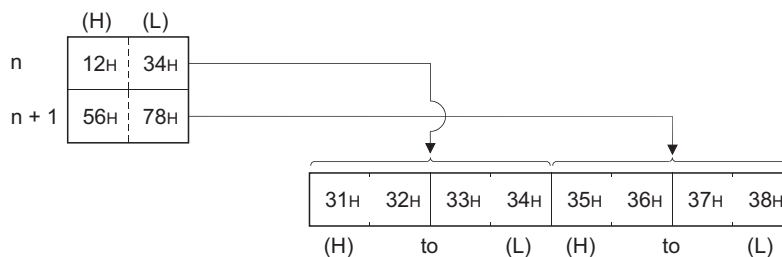 (H) (L)
n 12H 34H
n + 1 56H 78H
31H 32H 33H 34H 35H 36H 37H 38H
(H) to (L) (H) to (L)